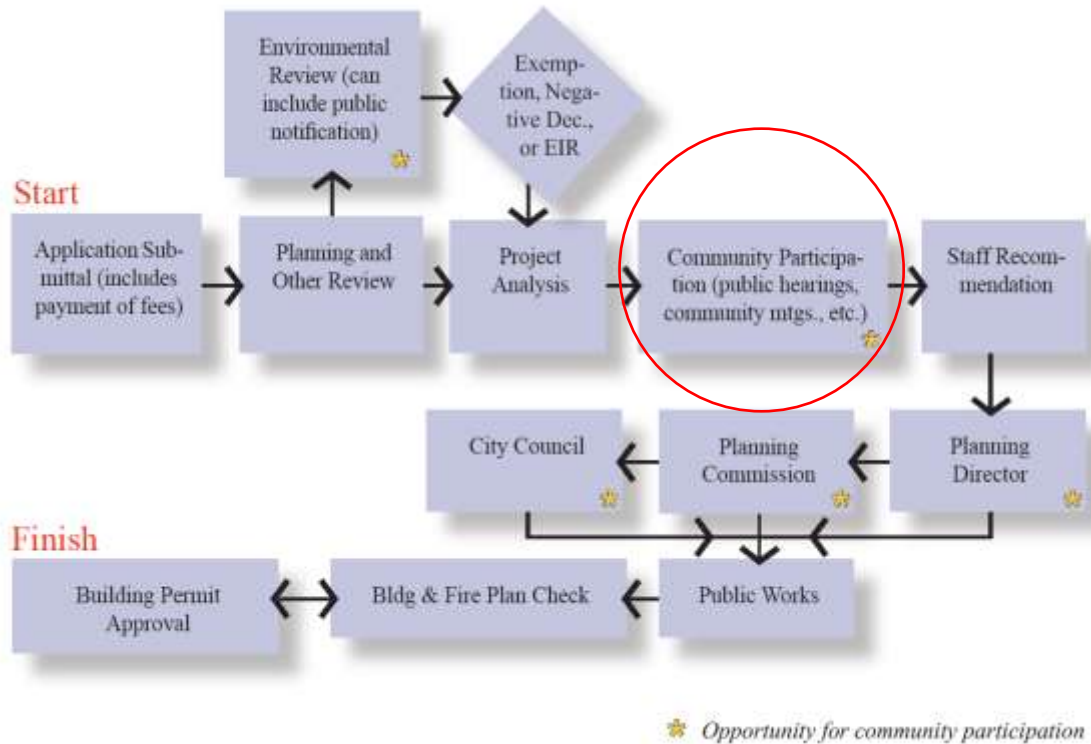 Environmental
Review (can
include public
notification)
Exemp-
tion, Nega-
tive Dec.,
or EIR
Start
Application Sub-
mittal (includes
payment of fees)
Planning and
Other Review
Project
Analysis
Community Participa-
tion (public hearings,
community mtgs., etc.)
Staff Recom-
mendation
City Council
Planning
Commission
Planning
Director
Finish
Building Permit
Approval
Bldg & Fire Plan Check
Public Works
Opportunity for community participation